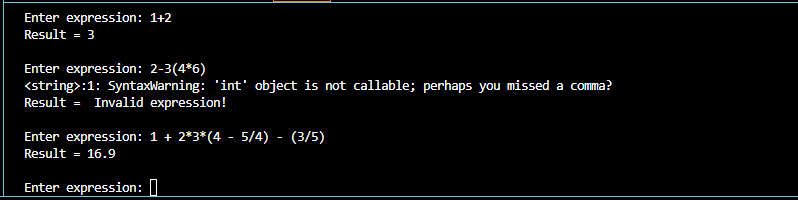 Enter expression: 1+2
Result = 3
Enter expression: 2-3(4*6)
<string>:1: SyntaxWarning: 'int' object is not callable; perhaps you missed a comma?
Result =  Invalid expression!
Enter expression: 1 + 2*3*(4 - 5/4) - (3/5)
Result = 16.9
Enter expression: